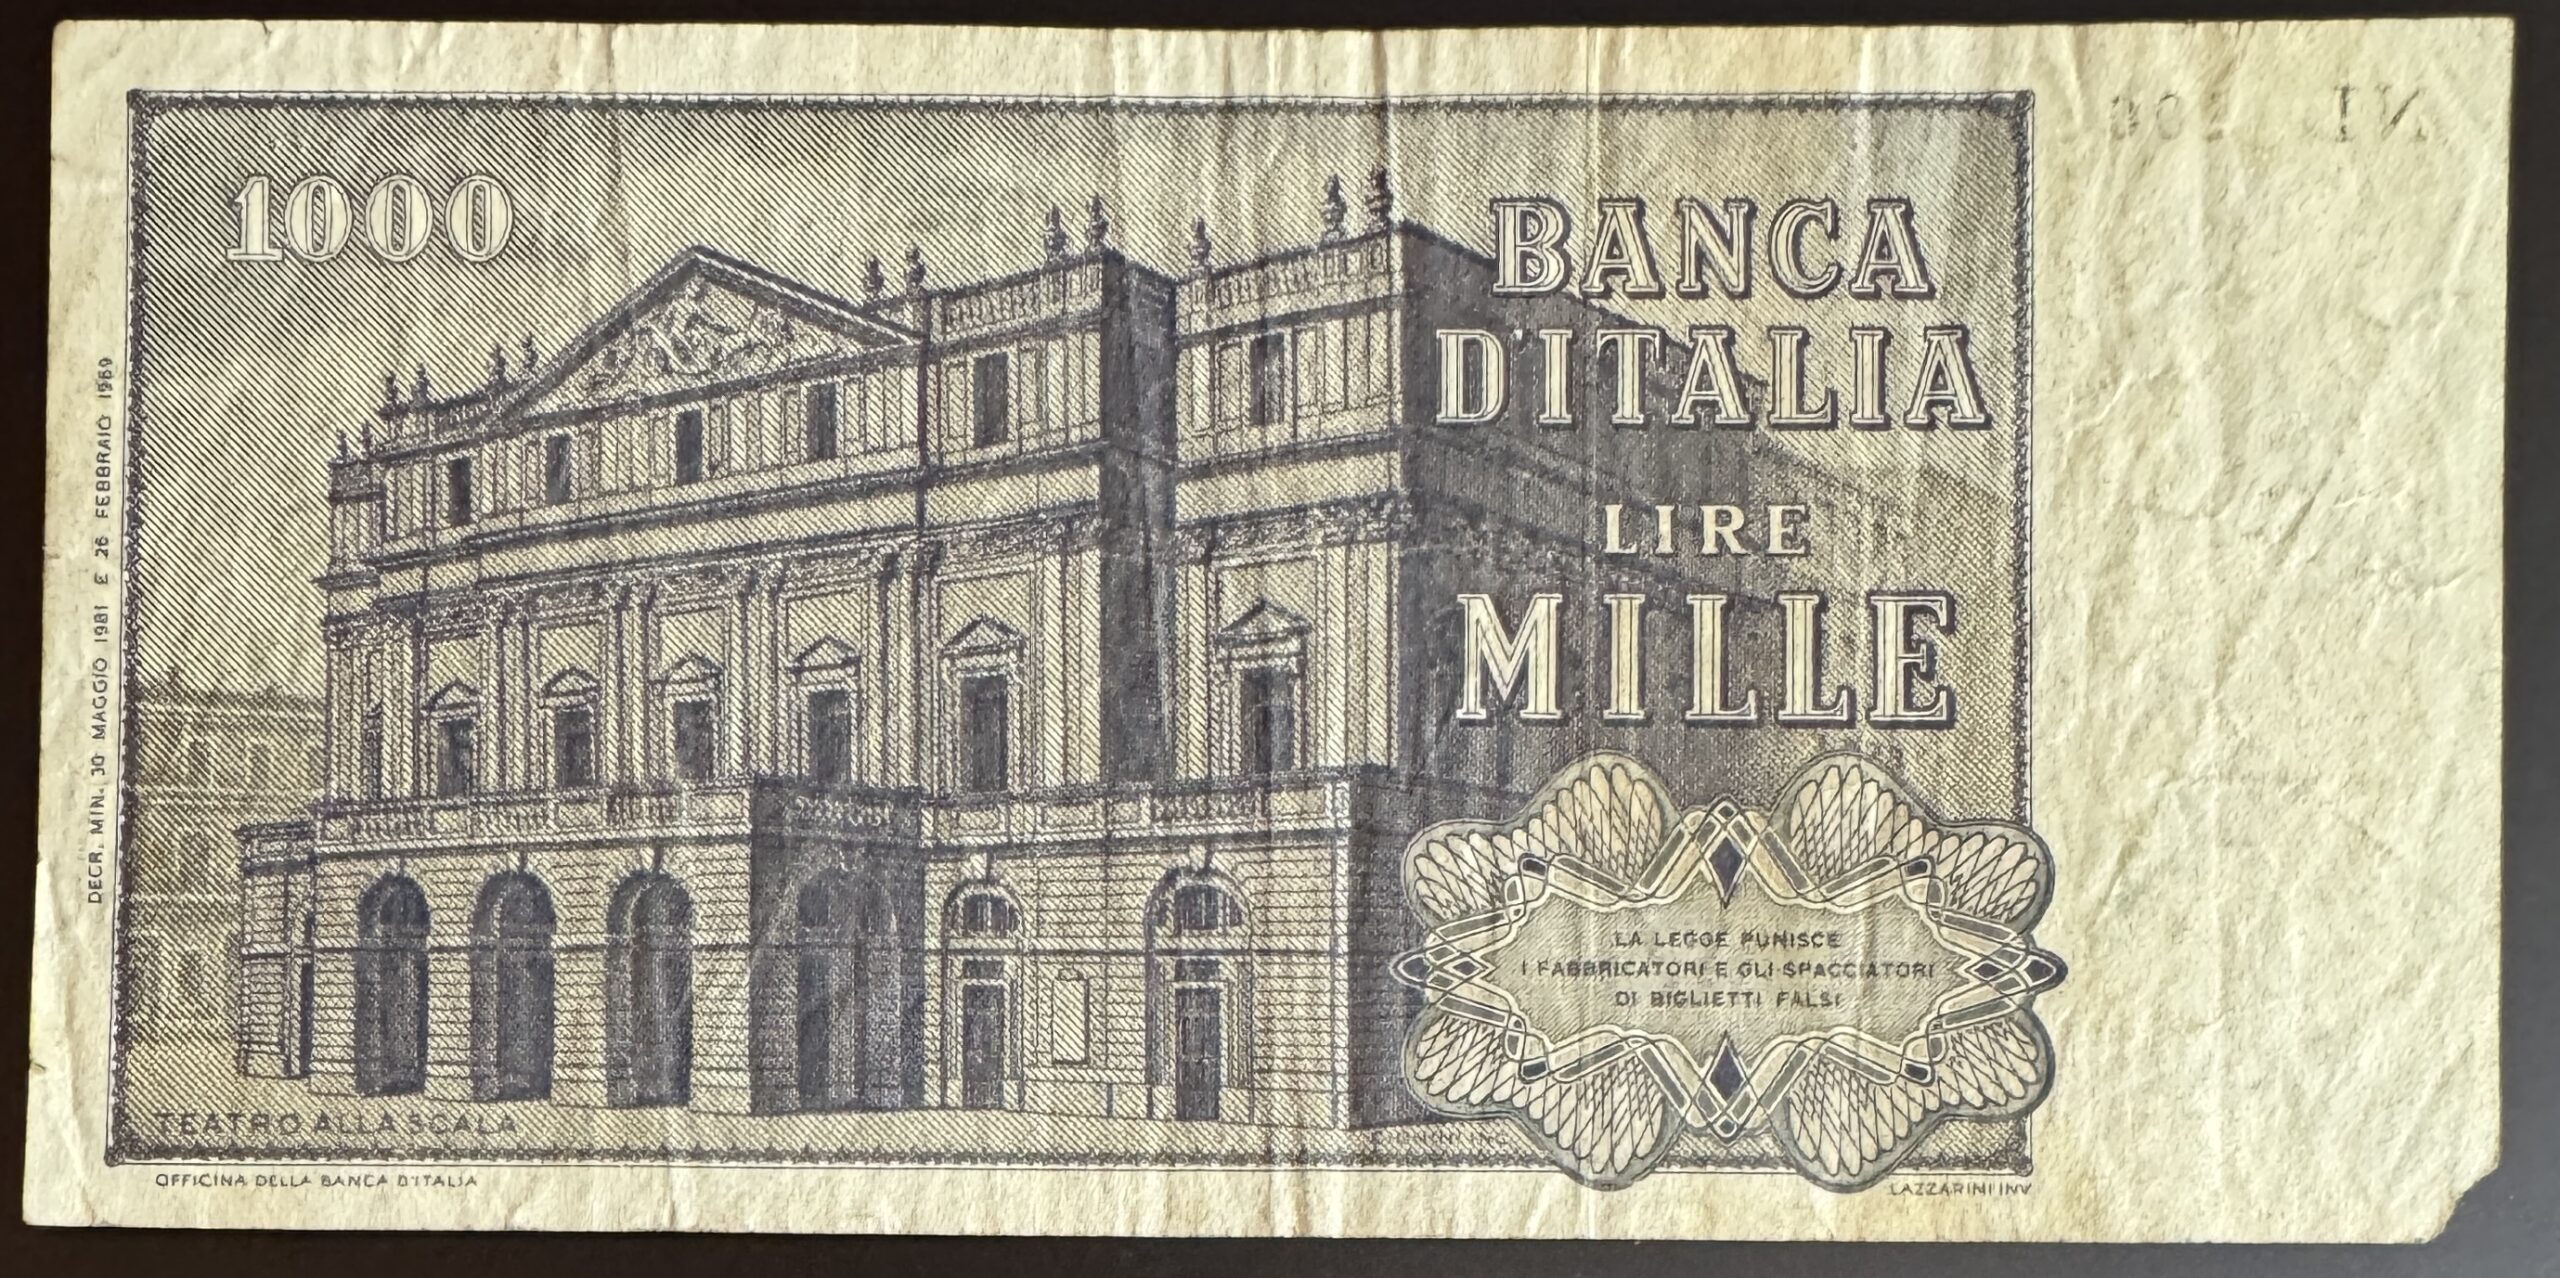 1000
BANCA
D'ITALIA
LIRE
MILLE
LA LEGGE PUNISCE
I FABBRICATORI E GLI SPACCIATORI
DI BIGLIETTI FALSI
DECR. MIN. 30 MAGGIO 1981 E 26 FEBBRAIO 1969
TEATRO ALLA SCALA
OFFICINA DELLA BANCA D'ITALIA
LAZZARINI INV